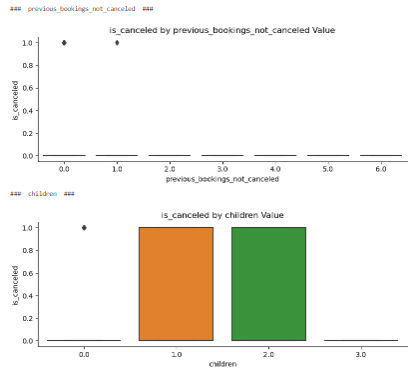 ### previous_bookings_not_canceled ###
is_canceled by previous_bookings_not_canceled Value
1.0
0.8
0.6
0.4
0.2
0.0
is_canceled
0.0 1.0 2.0 3.0 4.0 5.0 6.0
previous_bookings_not_canceled
### children ###
is_canceled by children Value
1.0
0.8
0.6
0.4
0.2
0.0
is_canceled
0.0 1.0 2.0 3.0
children